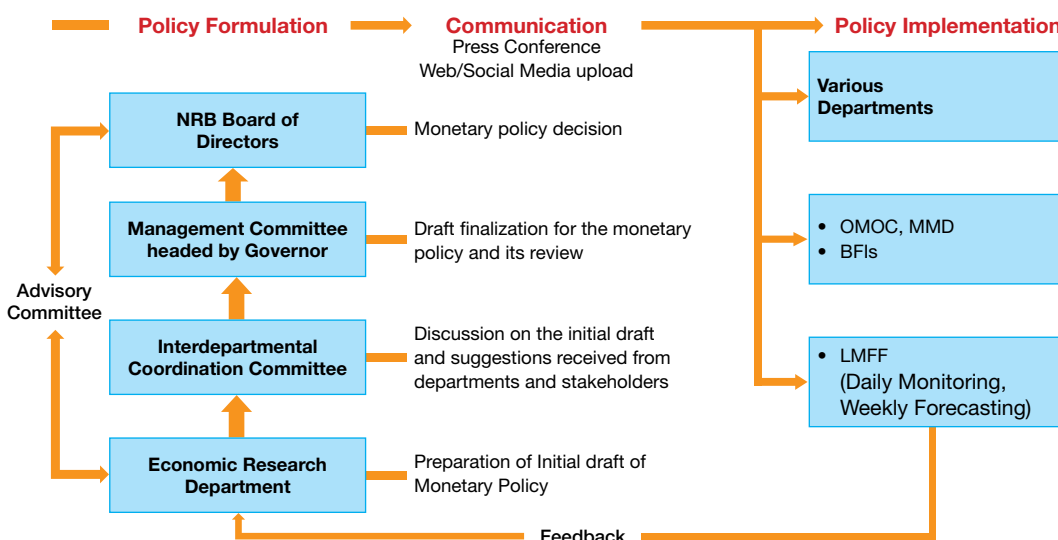 Policy Formulation
Communication
Policy Implementation
Press Conference
Web/Social Media upload
NRB Board of
Directors
Monetary policy decision
Management Committee
headed by Governor
Draft finalization for the monetary
policy and its review
Advisory
Committee
Interdepartmental
Coordination Committee
Discussion on the initial draft
and suggestions received from
departments and stakeholders
Economic Research
Department
Preparation of Initial draft of
Monetary Policy
Various
Departments
• OMOC, MMD
• BFIs
• LMFF
(Daily Monitoring,
Weekly Forecasting)
Feedback